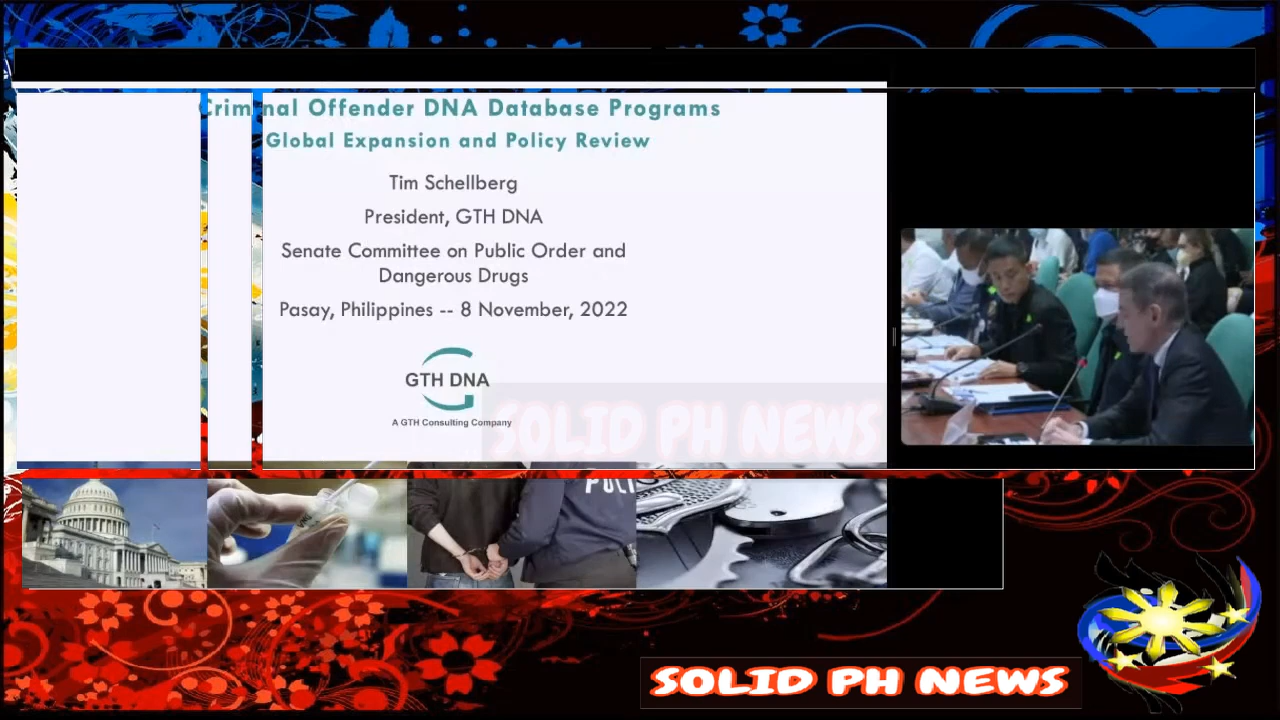 Criminal Offender DNA Database Programs
Global Expansion and Policy Review
Tim Schellberg
President, GTH DNA
Senate Committee on Public Order and
Dangerous Drugs
Pasay, Philippines -- 8 November, 2022
GTH DNA
A GTH Consulting Company
SOLID PH NEWS
POLI
SOLID PH NEWS